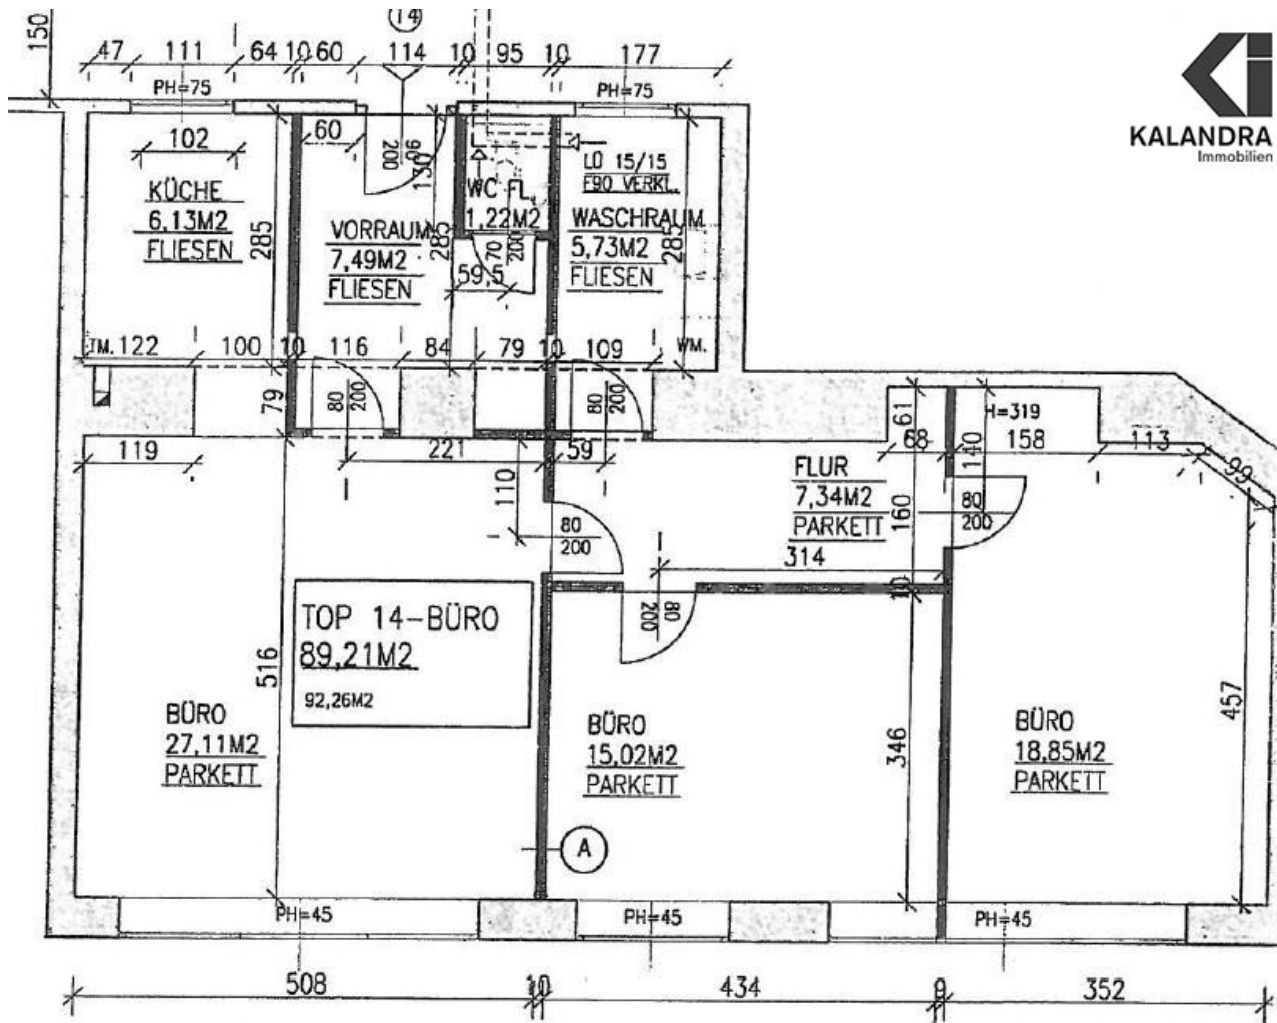 14
150
47 111 64 10 60 114 10 95 10 177
PH=75
PH=75
KALANDRA
Immobilien
102
60
90
200
130
LÜ 15/15
F90 VERKL.
KÜCHE
6,13M2
FLIESEN
285
VORRAUM
7,49M2
FLIESEN
285
WC FL.
1,22M2
70
200
59,5
WASCHRAUM
5,73M2
FLIESEN
285
TM. 122 100 10 116 84 79 10 109 WM.
79
80
200
80
200
61
H=319
119
221
59
68
158
113
99
140
110
FLUR
7,34M2
PARKETT
160
80
200
80
200
314
10
80
200
TOP 14-BÜRO
89,21M2
92,26M2
516
BÜRO
27,11M2
PARKETT
BÜRO
15,02M2
PARKETT
346
BÜRO
18,85M2
PARKETT
457
A
PH=45
PH=45
PH=45
508 10 434 9 352